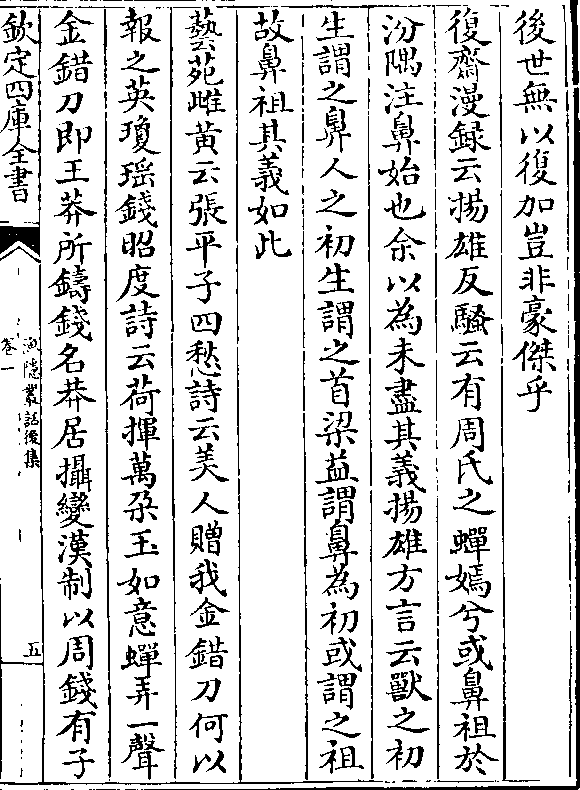 後世無以復加豈非豪傑乎
復齋漫録云揚雄反騷云有周氏之蟬嫣兮或鼻祖於
汾隅注鼻始也余以為未盡其義揚雄方言云獸之初
生謂之鼻人之初生謂之首梁益謂鼻為初或謂之祖
故鼻祖其義如此
藝苑雌黄云張平子四愁詩云美人贈我金錯刀何以
報之英瓊瑶錢昭度詩云荷揮萬朶玉如意蟬弄一聲
金錯刀即王莽所鑄錢名莽居攝變漢制以周錢有子
欽定四庫全書
漁隱叢話後集
卷一
五